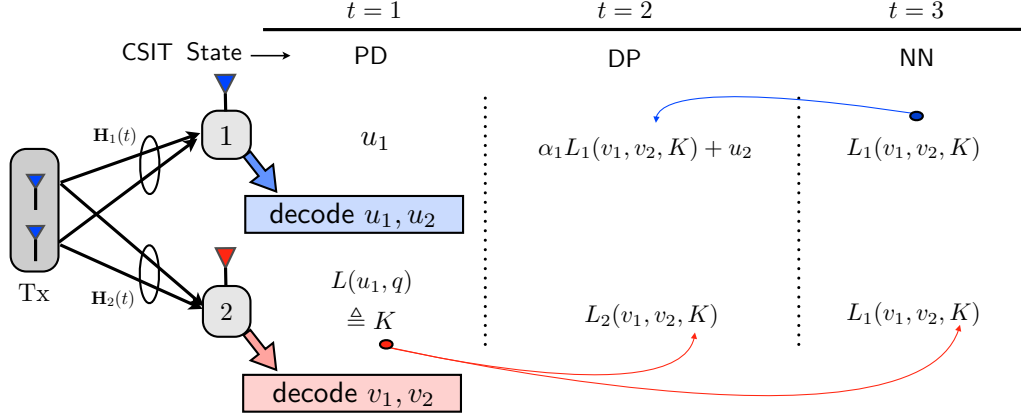 t = 1 t = 2 t = 3
CSIT State → PD DP NN
H₁(t) 1 u₁ α₁L₁(v₁, v₂, K) + u₂ L₁(v₁, v₂, K)
decode u₁, u₂
Tx H₂(t) 2 L(u₁, q) L₂(v₁, v₂, K) L₁(v₁, v₂, K)
≜ K
decode v₁, v₂